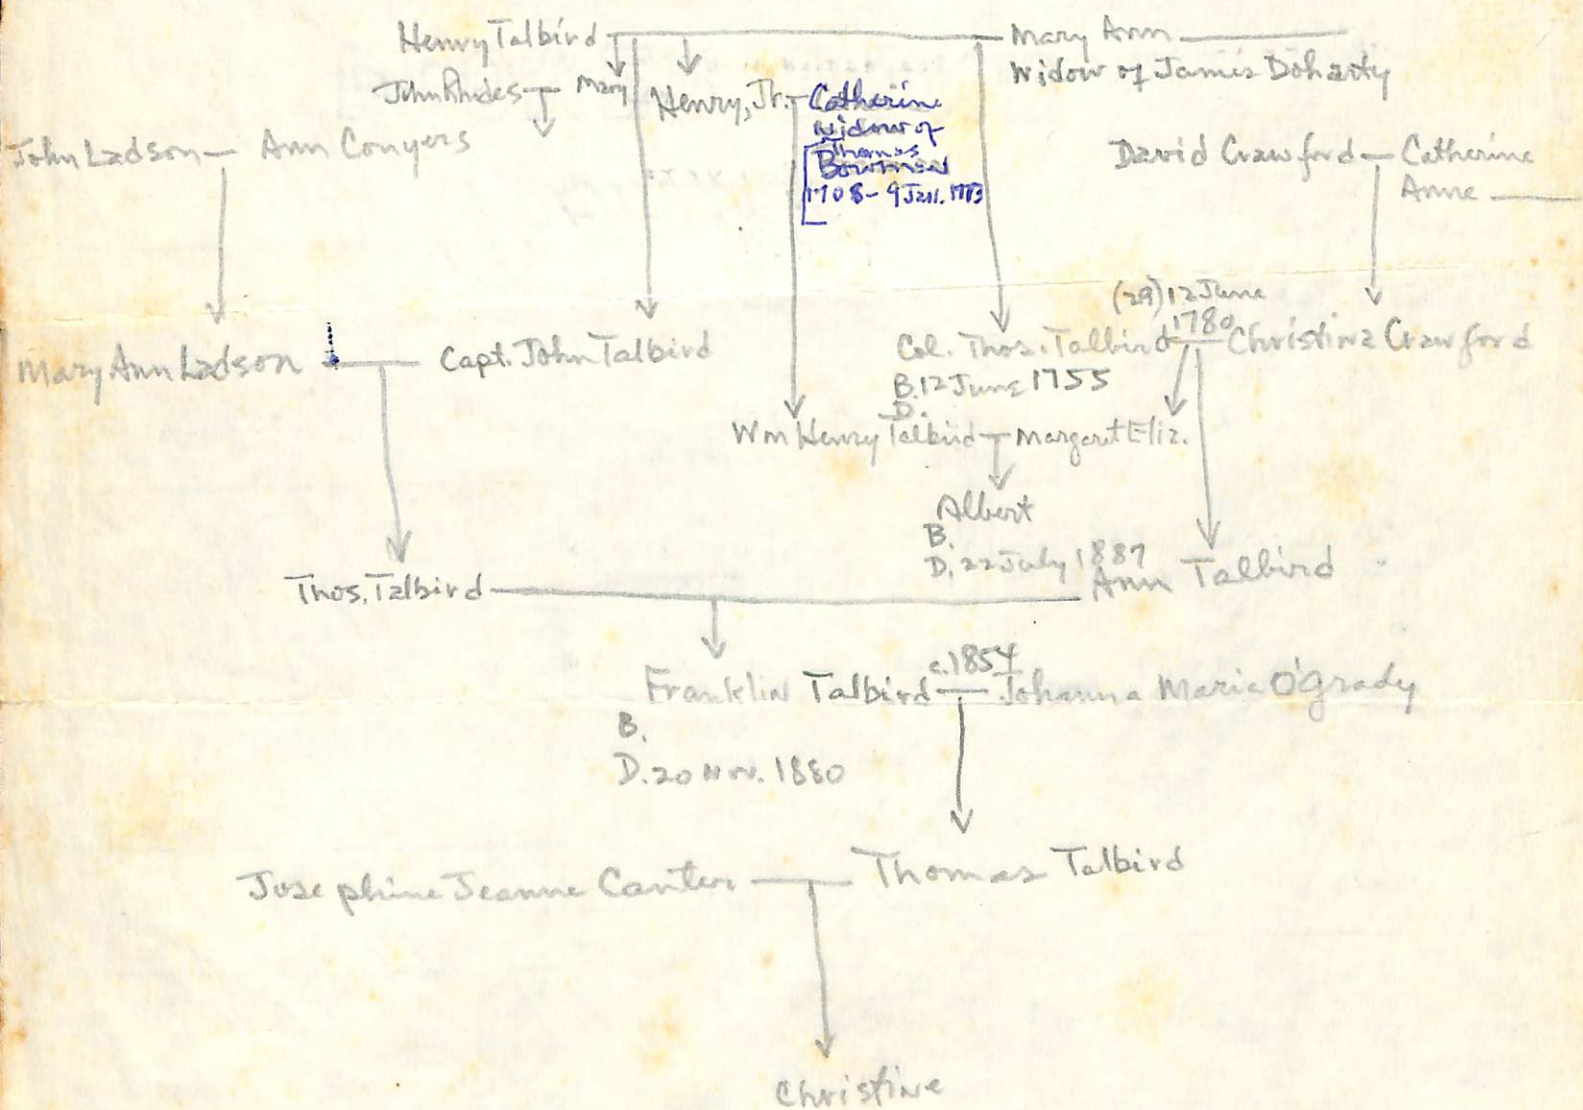 Henry Talbird
Mary Ann
Widow of James Doharty
John Rhodes
Mary
Henry, Jr.
Catherine
Widow of
Thomas
Bowman
1708-9 Jan. 1773
John Ladson
Ann Conyers
David Crawford
Catherine
Anne
(29) 12 June
1780
Mary Ann Ladson
Capt. John Talbird
Col. Thos. Talbird
Christina Crawford
B. 12 June 1755
D.
Wm Henry Talbird
Margaret Eliz.
Albert
B.
D. 22 July 1887
Thos. Talbird
Ann Talbird
c. 1854
Franklin Talbird
Johanna Maria O'Grady
B.
D. 20 Nov. 1880
Josephine Jeanne Canter
Thomas Talbird
Christine